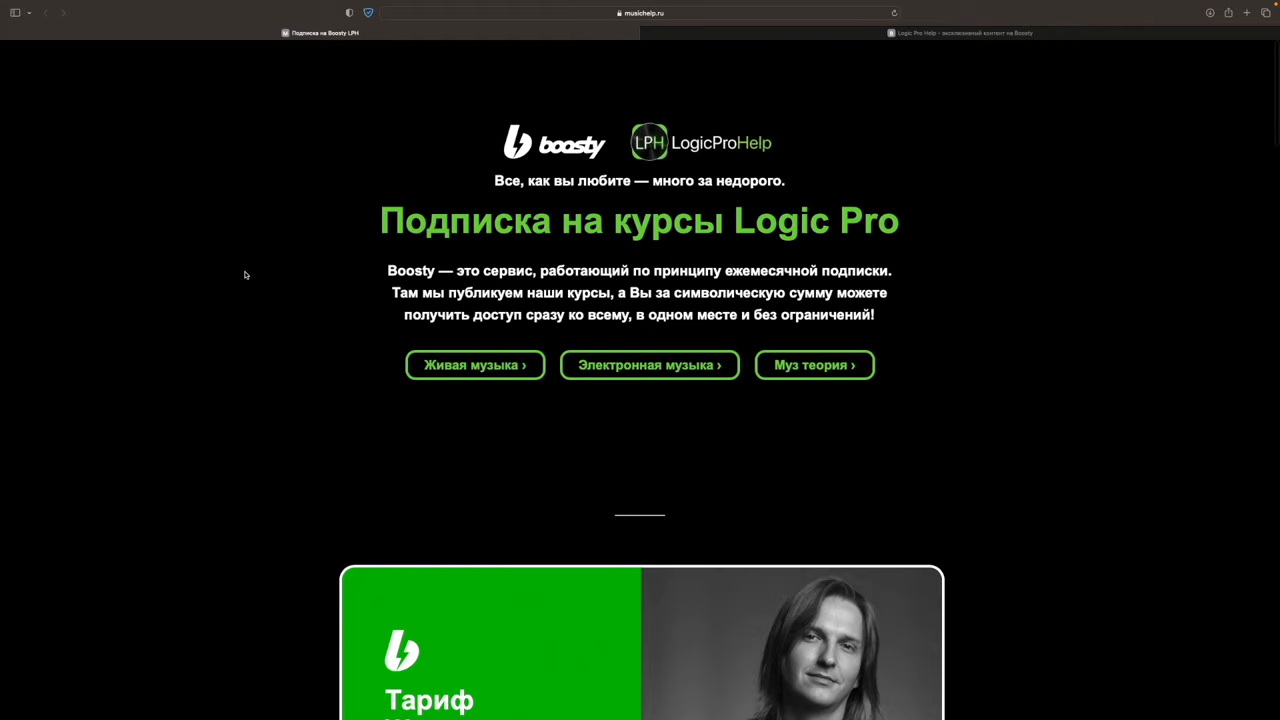 musichelp.ru
Подписка на Boosty LPH
Logic Pro Help - эксклюзивный контент на Boosty
boosty
LPH LogicProHelp
Все, как вы любите — много за недорого.
Подписка на курсы Logic Pro
Boosty — это сервис, работающий по принципу ежемесячной подписки.
Там мы публикуем наши курсы, а Вы за символическую сумму можете
получить доступ сразу ко всему, в одном месте и без ограничений!
Живая музыка ›
Электронная музыка ›
Муз теория ›
Тариф